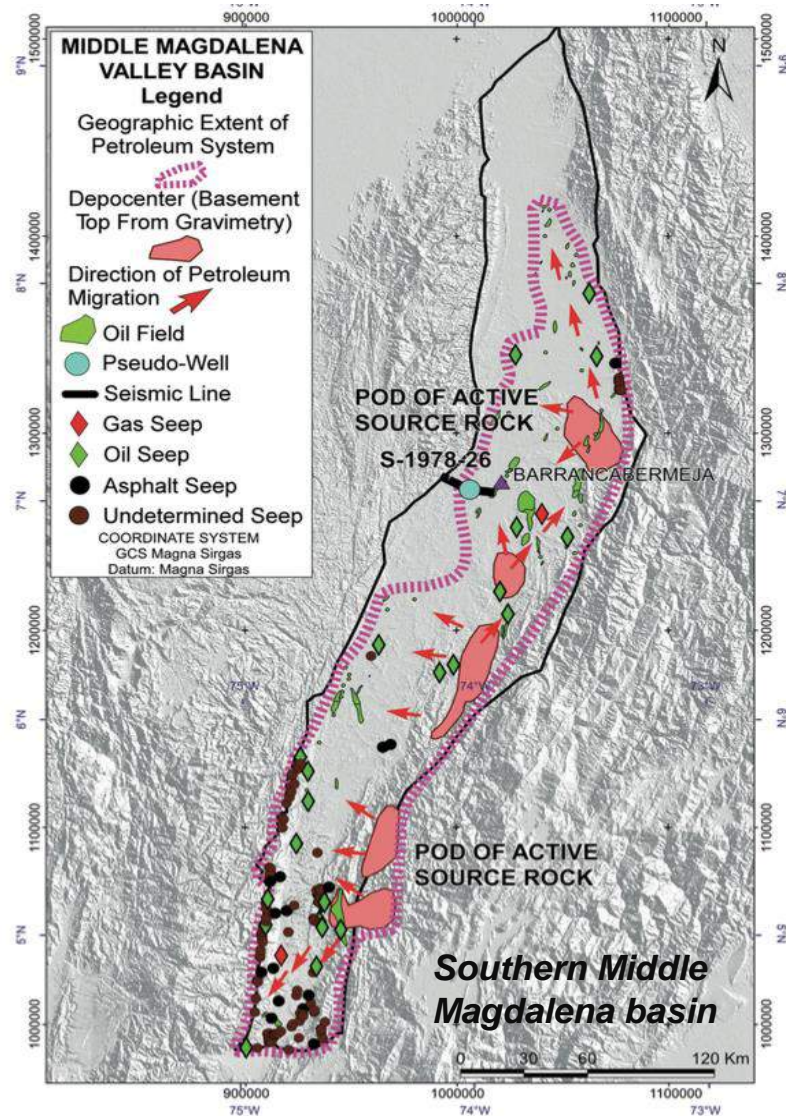 900000 1000000 1100000
74°W
1500000
1500000
9°N
N
MIDDLE MAGDALENA
VALLEY BASIN
Legend
Geographic Extent of
Petroleum System
Depocenter (Basement
Top From Gravimetry)
Direction of Petroleum
Migration
Oil Field
Pseudo-Well
Seismic Line
Gas Seep
Oil Seep
Asphalt Seep
Undetermined Seep
COORDINATE SYSTEM
GCS Magna Sirgas
Datum: Magna Sirgas
1400000
1400000
8°N
8°N
POD OF ACTIVE
SOURCE ROCK
1300000
1300000
S-1978-26
BARRANCABERMEJA
7°N
7°N
1200000
1200000
75°W
74°W
73°W
6°N
6°N
1100000
1100000
POD OF ACTIVE
SOURCE ROCK
5°N
5°N
Southern Middle
Magdalena basin
1000000
1000000
0 30 60 120 Km
900000 1000000 1100000
75°W 74°W 73°W